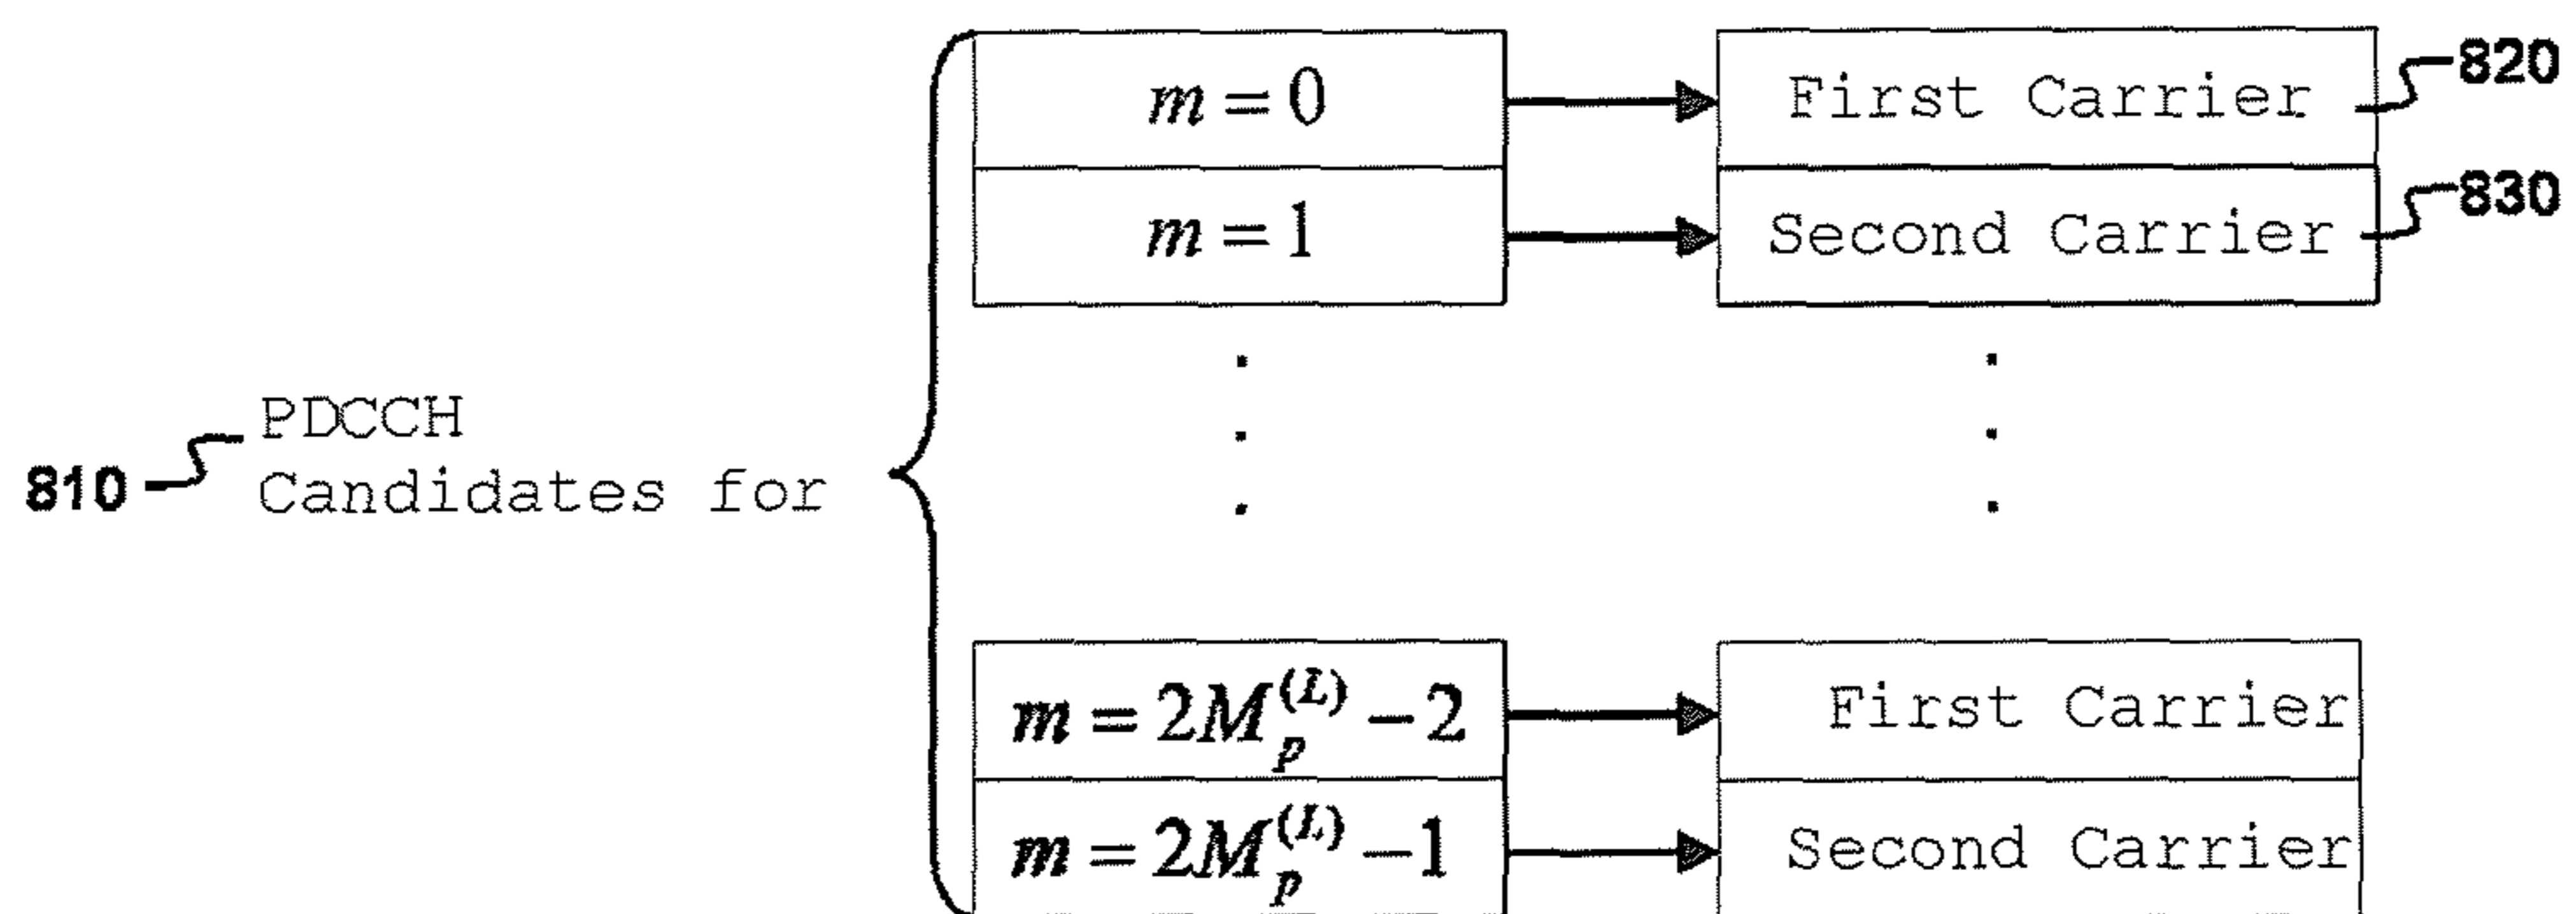 m = 0
First Carrier
820
m = 1
Second Carrier
830
810
PDCCH
Candidates for
m = 2M_p^(L) - 2
First Carrier
m = 2M_p^(L) - 1
Second Carrier